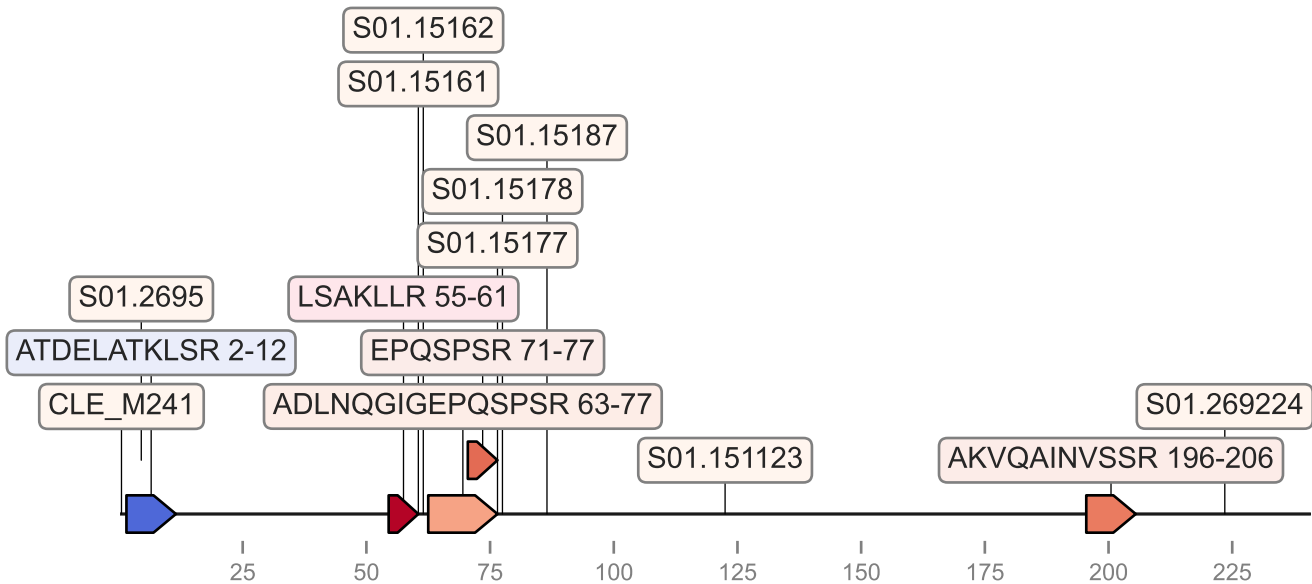 S01.15162
S01.15161
S01.15187
S01.15178
S01.15177
S01.2695
LSAKLLR 55-61
ATDELATKLSR 2-12
EPQSPSR 71-77
CLE_M241
ADLNQGIGEPQSPSR 63-77
S01.269224
S01.151123
AKVQAINVSSR 196-206
25
50
75
100
125
150
175
200
225